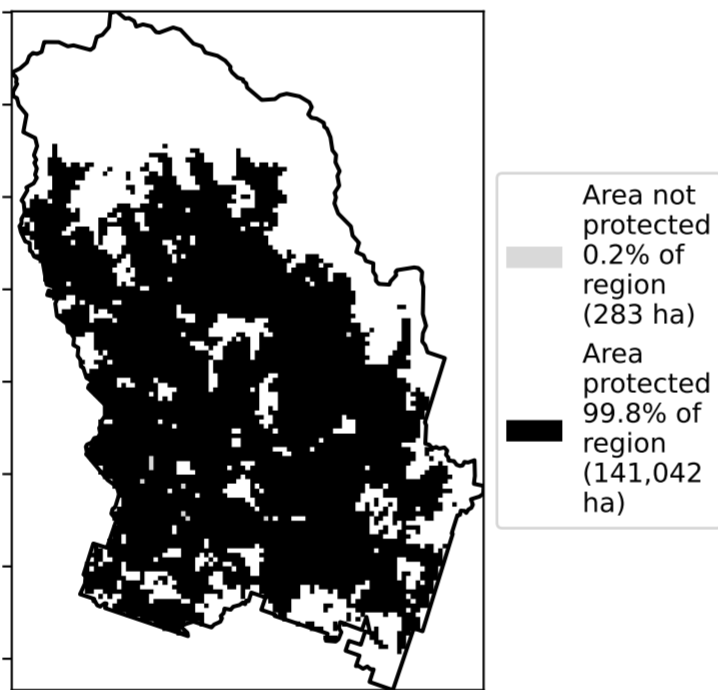 Area not
protected
0.2% of
region
(283 ha)
Area
protected
99.8% of
region
(141,042
ha)